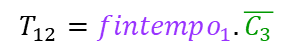 T₁₂ = fintempo₁.C̅₃